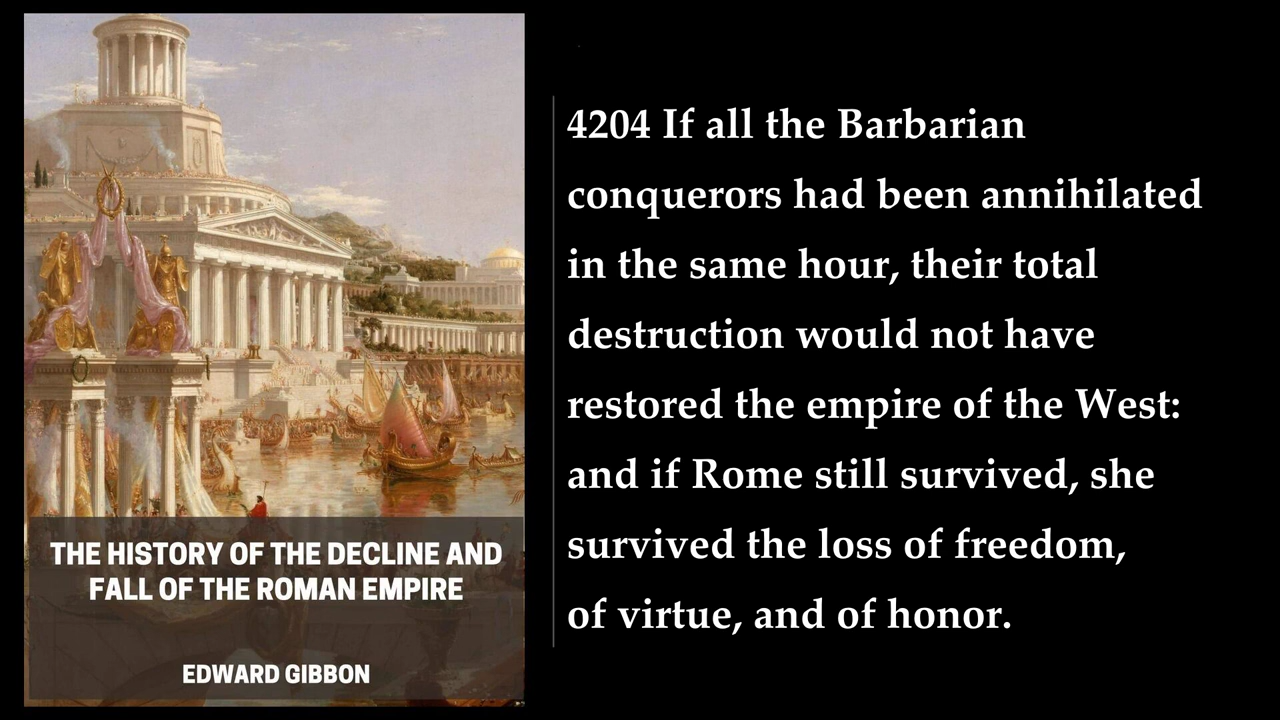 THE HISTORY OF THE DECLINE AND
FALL OF THE ROMAN EMPIRE
EDWARD GIBBON
4204 If all the Barbarian
conquerors had been annihilated
in the same hour, their total
destruction would not have
restored the empire of the West:
and if Rome still survived, she
survived the loss of freedom,
of virtue, and of honor.